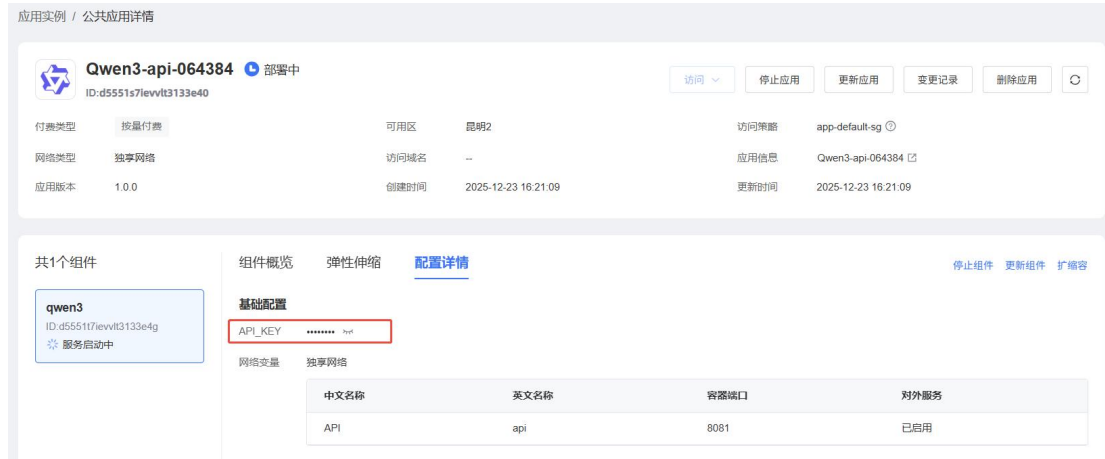 应用实例 / 公共应用详情
Qwen3-api-064384 部署中
ID:d5551s7ievvlt3133e40
访问 停止应用 更新应用 变更记录 删除应用
付费类型 按量付费 可用区 昆明2 访问策略 app-default-sg
网络类型 独享网络 访问域名 -- 应用信息 Qwen3-api-064384
应用版本 1.0.0 创建时间 2025-12-23 16:21:09 更新时间 2025-12-23 16:21:09
共1个组件 组件概览 弹性伸缩 配置详情 停止组件 更新组件 扩缩容
qwen3
ID:d5551t7ievvlt3133e4g
服务启动中
基础配置
API_KEY ••••••••
网络变量 独享网络
中文名称 英文名称 容器端口 对外服务
API api 8081 已启用